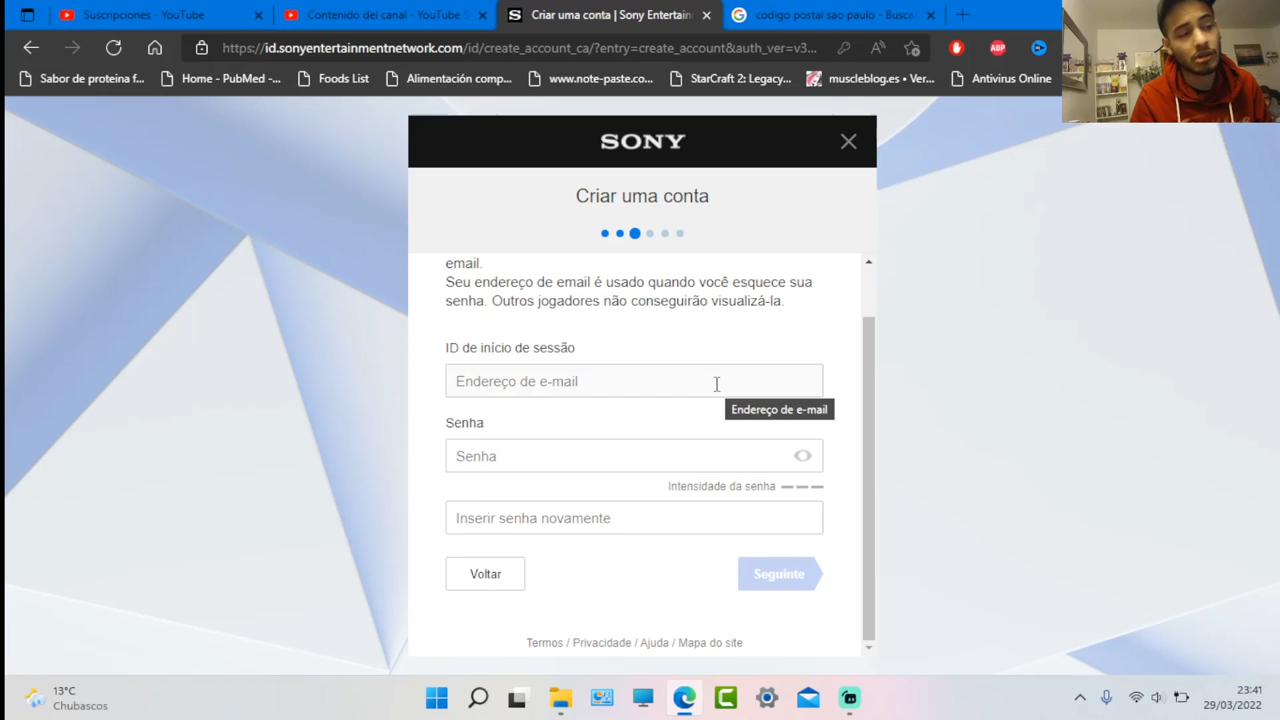 Suscripciones - YouTube
Contenido del canal - YouTube S
Criar uma conta | Sony Entertain
codigo postal sao paulo - Busca
https://id.sonyentertainmentnetwork.com/id/create_account_ca/?entry=create_account&auth_ver=v3...
ABP
Sabor de proteina f...
Home - PubMed -...
Foods List
Alimentación comp...
www.note-paste.co...
StarCraft 2: Legacy...
muscleblog.es • Ver...
Antivirus Online
SONY
Criar uma conta
email.
Seu endereço de email é usado quando você esquece sua
senha. Outros jogadores não conseguirão visualizá-la.
ID de início de sessão
Endereço de e-mail
Endereço de e-mail
Senha
Senha
Intensidade da senha
Inserir senha novamente
Voltar
Seguinte
Termos / Privacidade / Ajuda / Mapa do site
13°C
Chubascos
23:41
29/03/2022